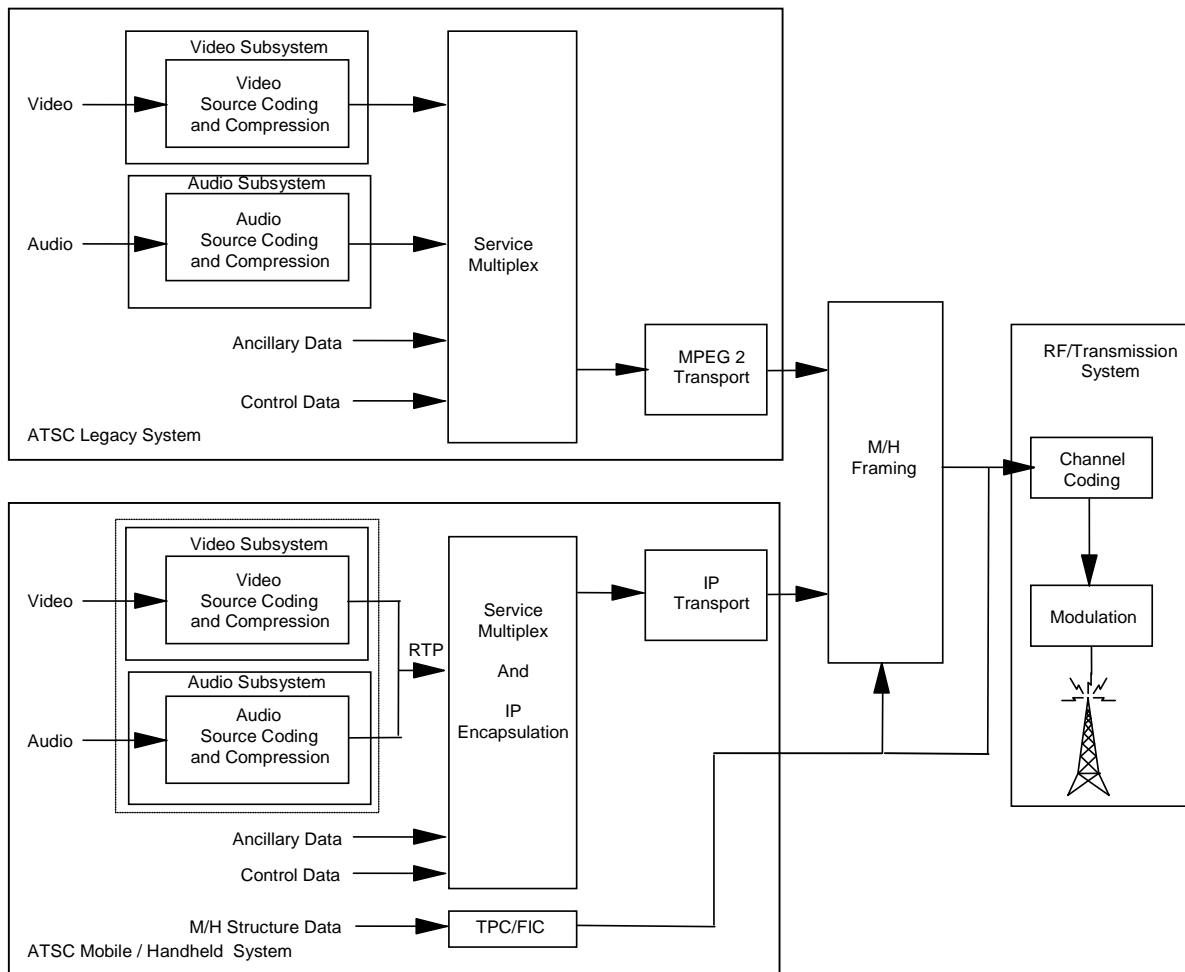 Video Subsystem
Video
Source Coding
and Compression
Video
Audio Subsystem
Audio
Source Coding
and Compression
Audio
Service
Multiplex
Ancillary Data
Control Data
MPEG 2
Transport
ATSC Legacy System
M/H
Framing
RF/Transmission
System
Channel
Coding
Modulation
Video Subsystem
Video
Source Coding
and Compression
Video
RTP
Audio Subsystem
Audio
Source Coding
and Compression
Audio
Service
Multiplex
And
IP
Encapsulation
IP
Transport
Ancillary Data
Control Data
M/H Structure Data
TPC/FIC
ATSC Mobile / Handheld System